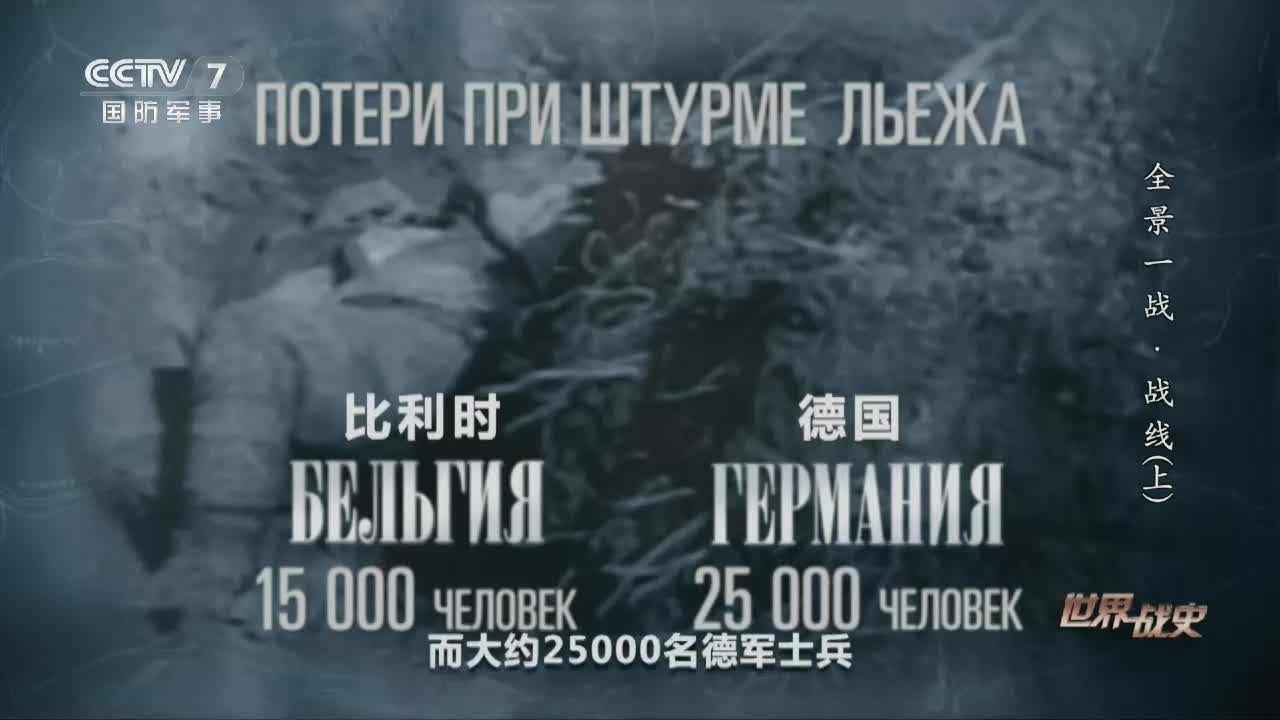 CCTV 7
国防军事
ПОТЕРИ ПРИ ШТУРМЕ ЛЬЕЖА
全景一战·战线(上)
比利时
德国
БЕЛЬГИЯ
ГЕРМАНИЯ
15 000 ЧЕЛОВЕК
25 000 ЧЕЛОВЕК
世界战史
而大约25000名德军士兵